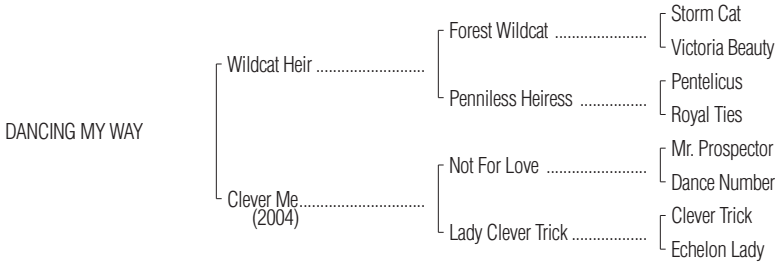 Storm Cat
Forest Wildcat ......................
Victoria Beauty
Wildcat Heir ..........................
Pentelicus
Penniless Heiress ................
Royal Ties
DANCING MY WAY
Mr. Prospector
Not For Love ........................
Dance Number
Clever Me..............................
(2004)
Clever Trick
Lady Clever Trick ..................
Echelon Lady